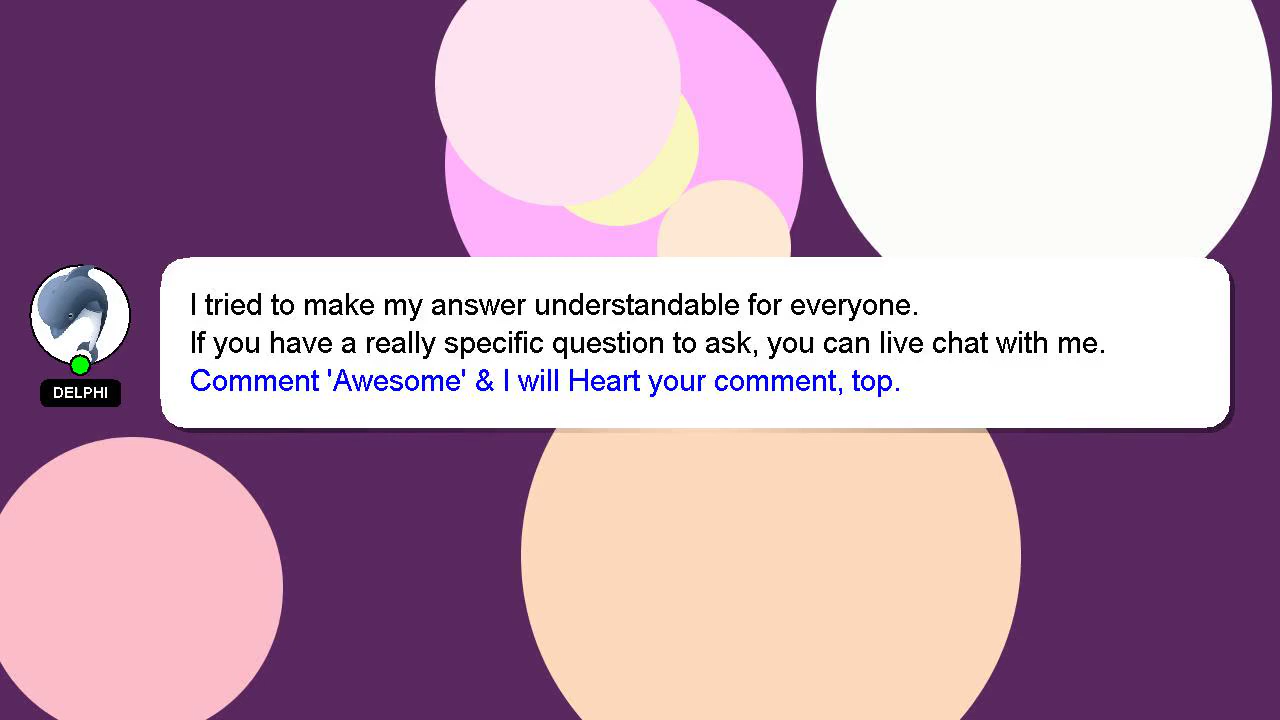 I tried to make my answer understandable for everyone.
If you have a really specific question to ask, you can live chat with me.
Comment 'Awesome' & I will Heart your comment, top.
DELPHI